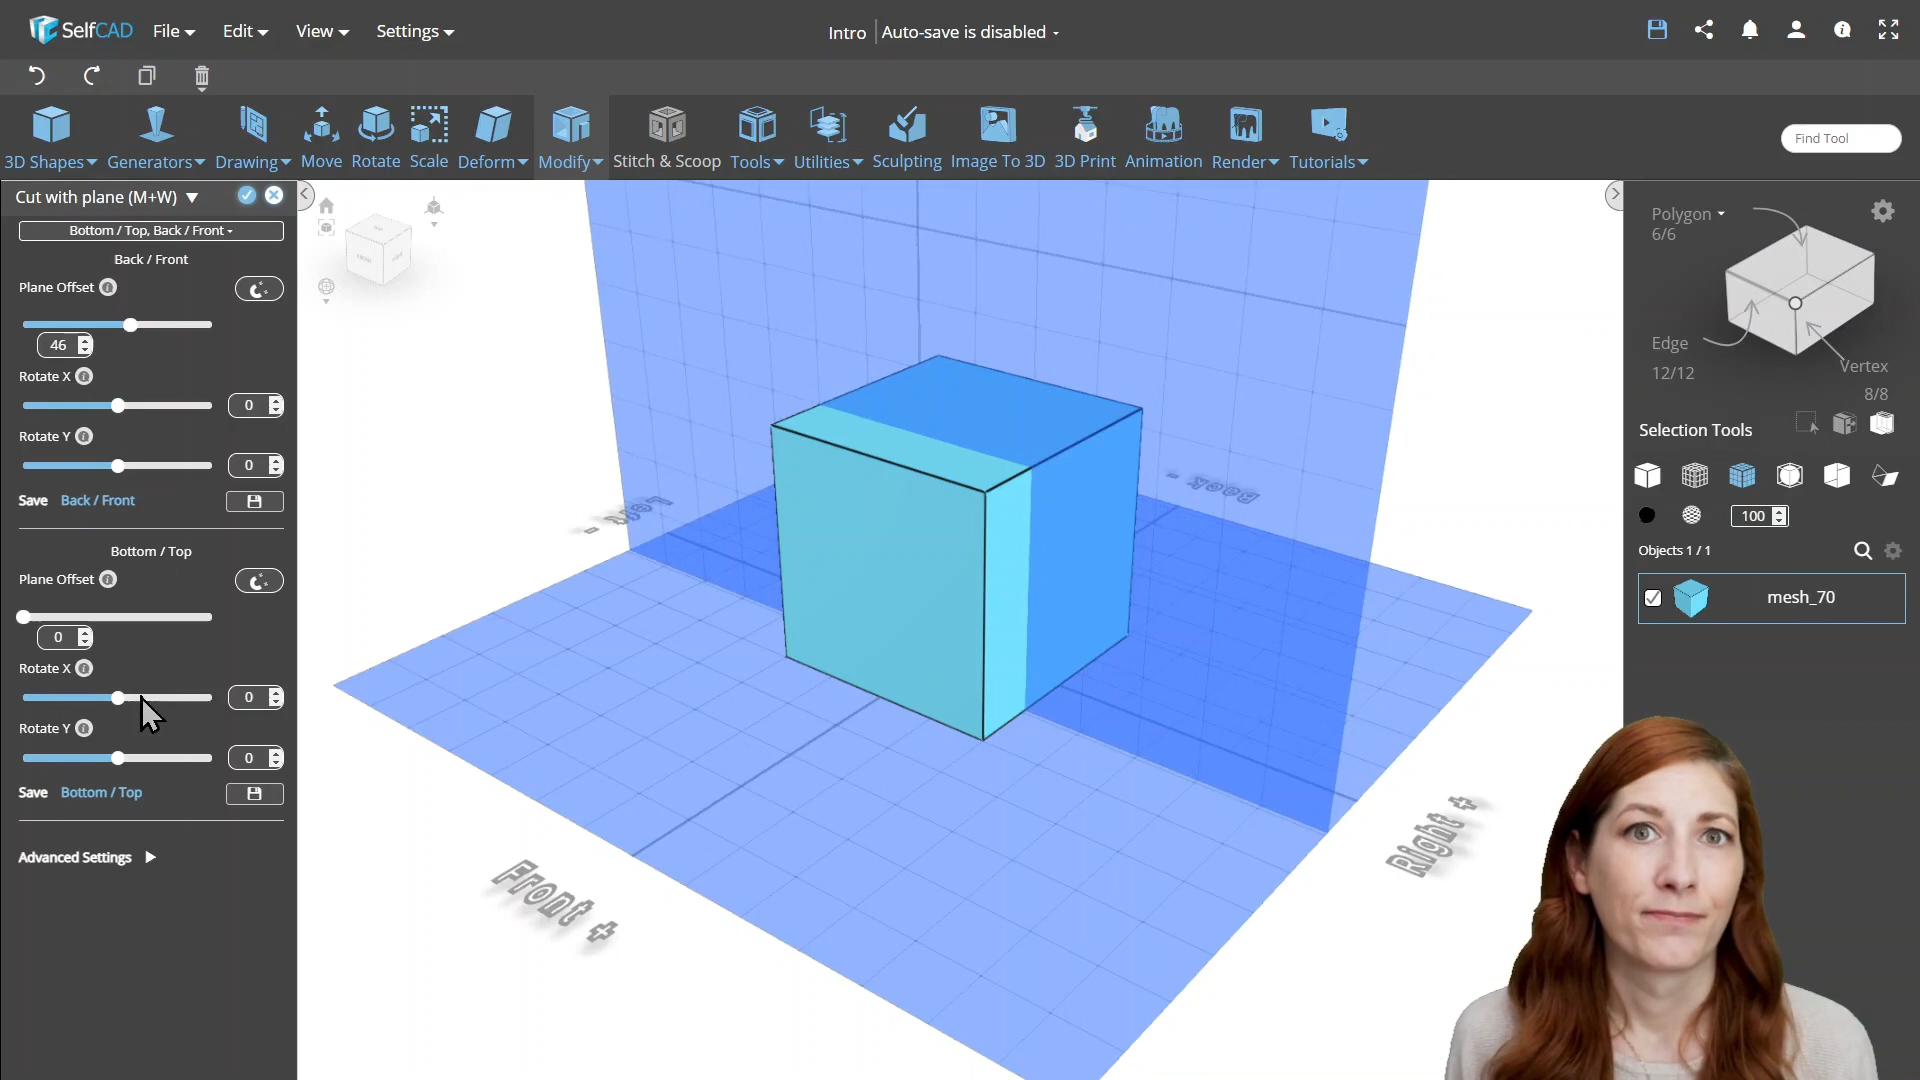 SelfCAD File Edit View Settings
Intro Auto-save is disabled
3D Shapes Generators Drawing Move Rotate Scale Deform Modify Stitch & Scoop Tools Utilities Sculpting Image To 3D 3D Print Animation Render Tutorials
Find Tool
Cut with plane (M+W)
Bottom / Top, Back / Front
Back / Front
Plane Offset
46
Rotate X
0
Rotate Y
0
Save Back / Front
Bottom / Top
Plane Offset
0
Rotate X
0
Rotate Y
0
Save Bottom / Top
Advanced Settings
Left -
Back -
Front +
Right +
Polygon
6/6
Edge
12/12
Vertex
8/8
Selection Tools
100
Objects 1 / 1
mesh_70